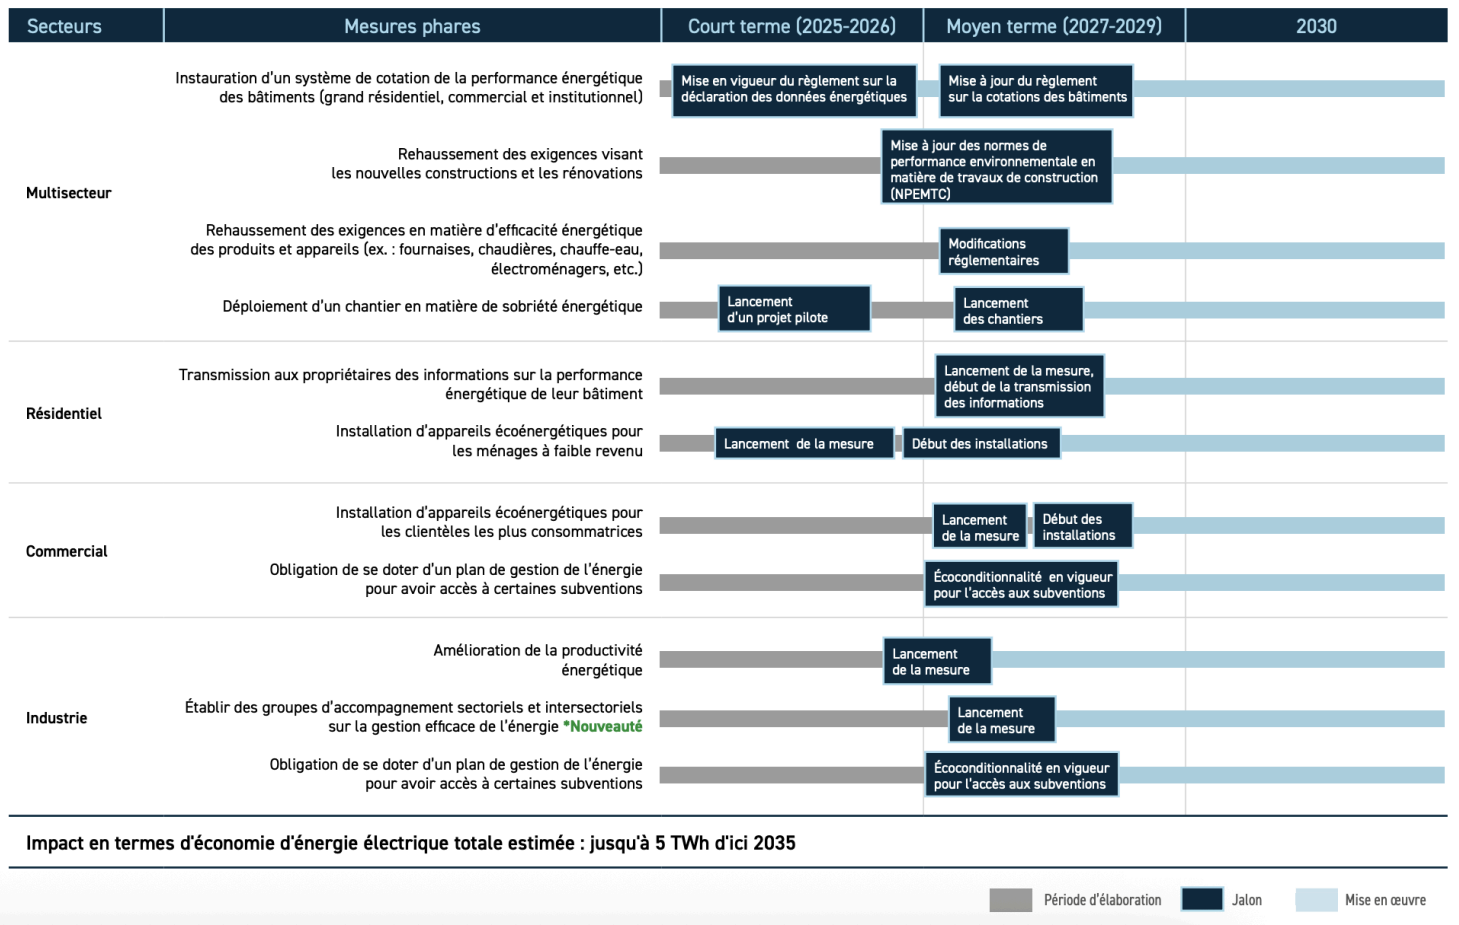 Secteurs
Mesures phares
Court terme (2025-2026)
Moyen terme (2027-2029)
2030
Multisecteur
Instauration d'un système de cotation de la performance énergétique
des bâtiments (grand résidentiel, commercial et institutionnel)
Mise en vigueur du règlement sur la
déclaration des données énergétiques
Mise à jour du règlement
sur la cotations des bâtiments
Rehaussement des exigences visant
les nouvelles constructions et les rénovations
Mise à jour des normes de
performance environnementale en
matière de travaux de construction
(NPEMTC)
Rehaussement des exigences en matière d'efficacité énergétique
des produits et appareils (ex. : fournaises, chaudières, chauffe-eau,
électroménagers, etc.)
Modifications
réglementaires
Déploiement d'un chantier en matière de sobriété énergétique
Lancement
d'un projet pilote
Lancement
des chantiers
Résidentiel
Transmission aux propriétaires des informations sur la performance
énergétique de leur bâtiment
Lancement de la mesure,
début de la transmission
des informations
Installation d'appareils écoénergétiques pour
les ménages à faible revenu
Lancement de la mesure
Début des installations
Commercial
Installation d'appareils écoénergétiques pour
les clientèles les plus consommatrices
Lancement
de la mesure
Début des
installations
Obligation de se doter d'un plan de gestion de l'énergie
pour avoir accès à certaines subventions
Écoconditionnalité en vigueur
pour l'accès aux subventions
Industrie
Amélioration de la productivité
énergétique
Lancement
de la mesure
Établir des groupes d'accompagnement sectoriels et intersectoriels
sur la gestion efficace de l'énergie *Nouveauté
Lancement
de la mesure
Obligation de se doter d'un plan de gestion de l'énergie
pour avoir accès à certaines subventions
Écoconditionnalité en vigueur
pour l'accès aux subventions
Impact en termes d'économie d'énergie électrique totale estimée : jusqu'à 5 TWh d'ici 2035
Période d'élaboration
Jalon
Mise en œuvre